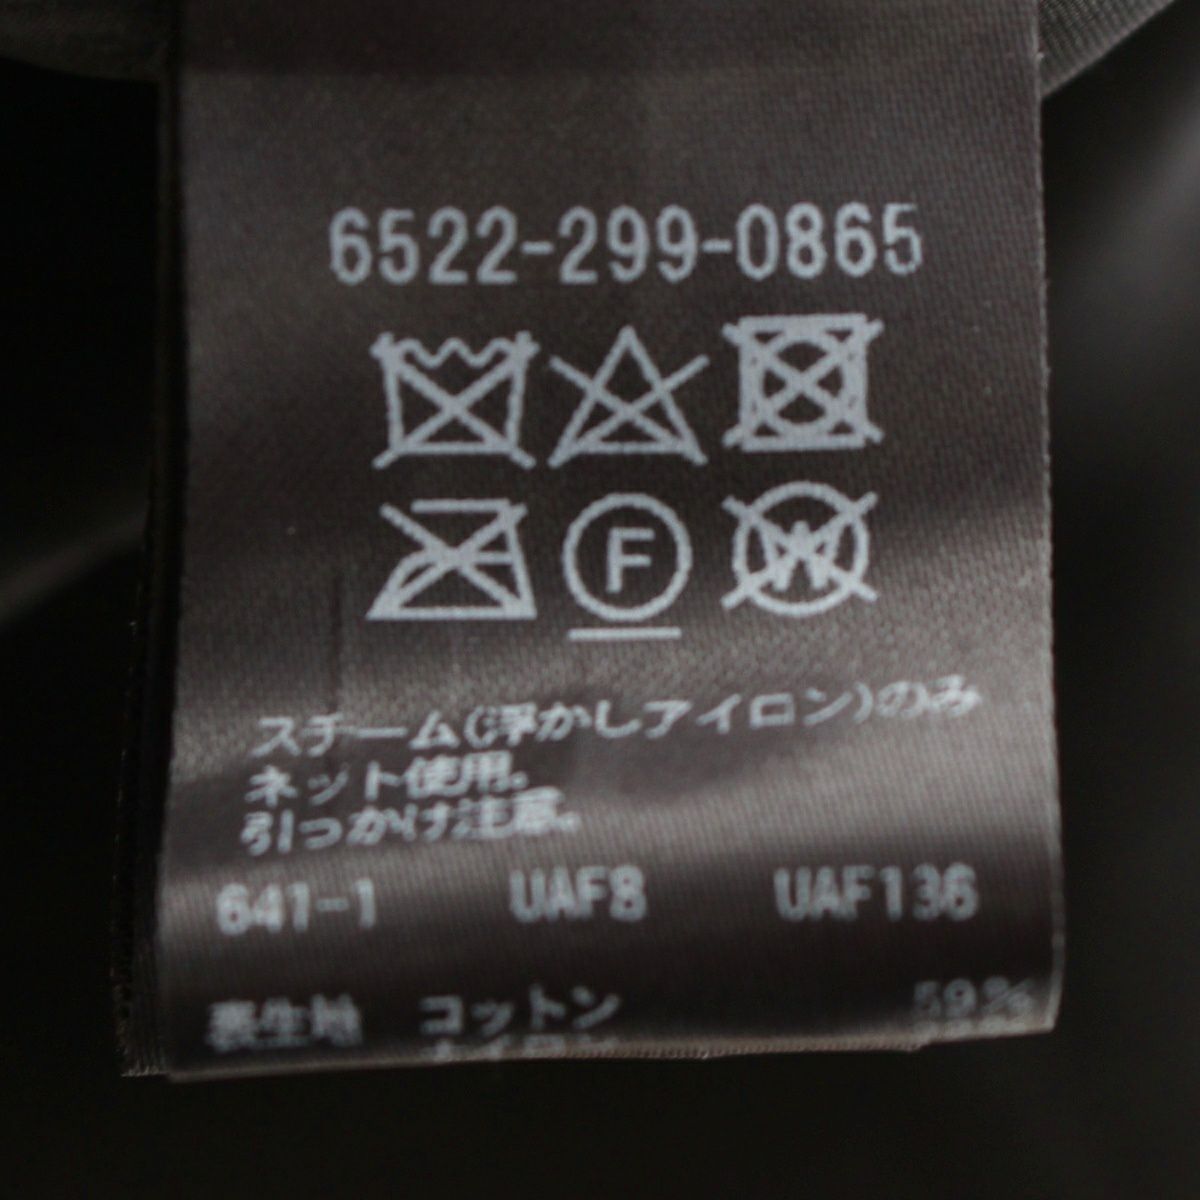 6522-299-0865
F
W
スチーム(浮かしアイロン)のみ
ネット使用。
引っかけ注意。
641-1 UAF8 UAF136
表生地 コットン 59%